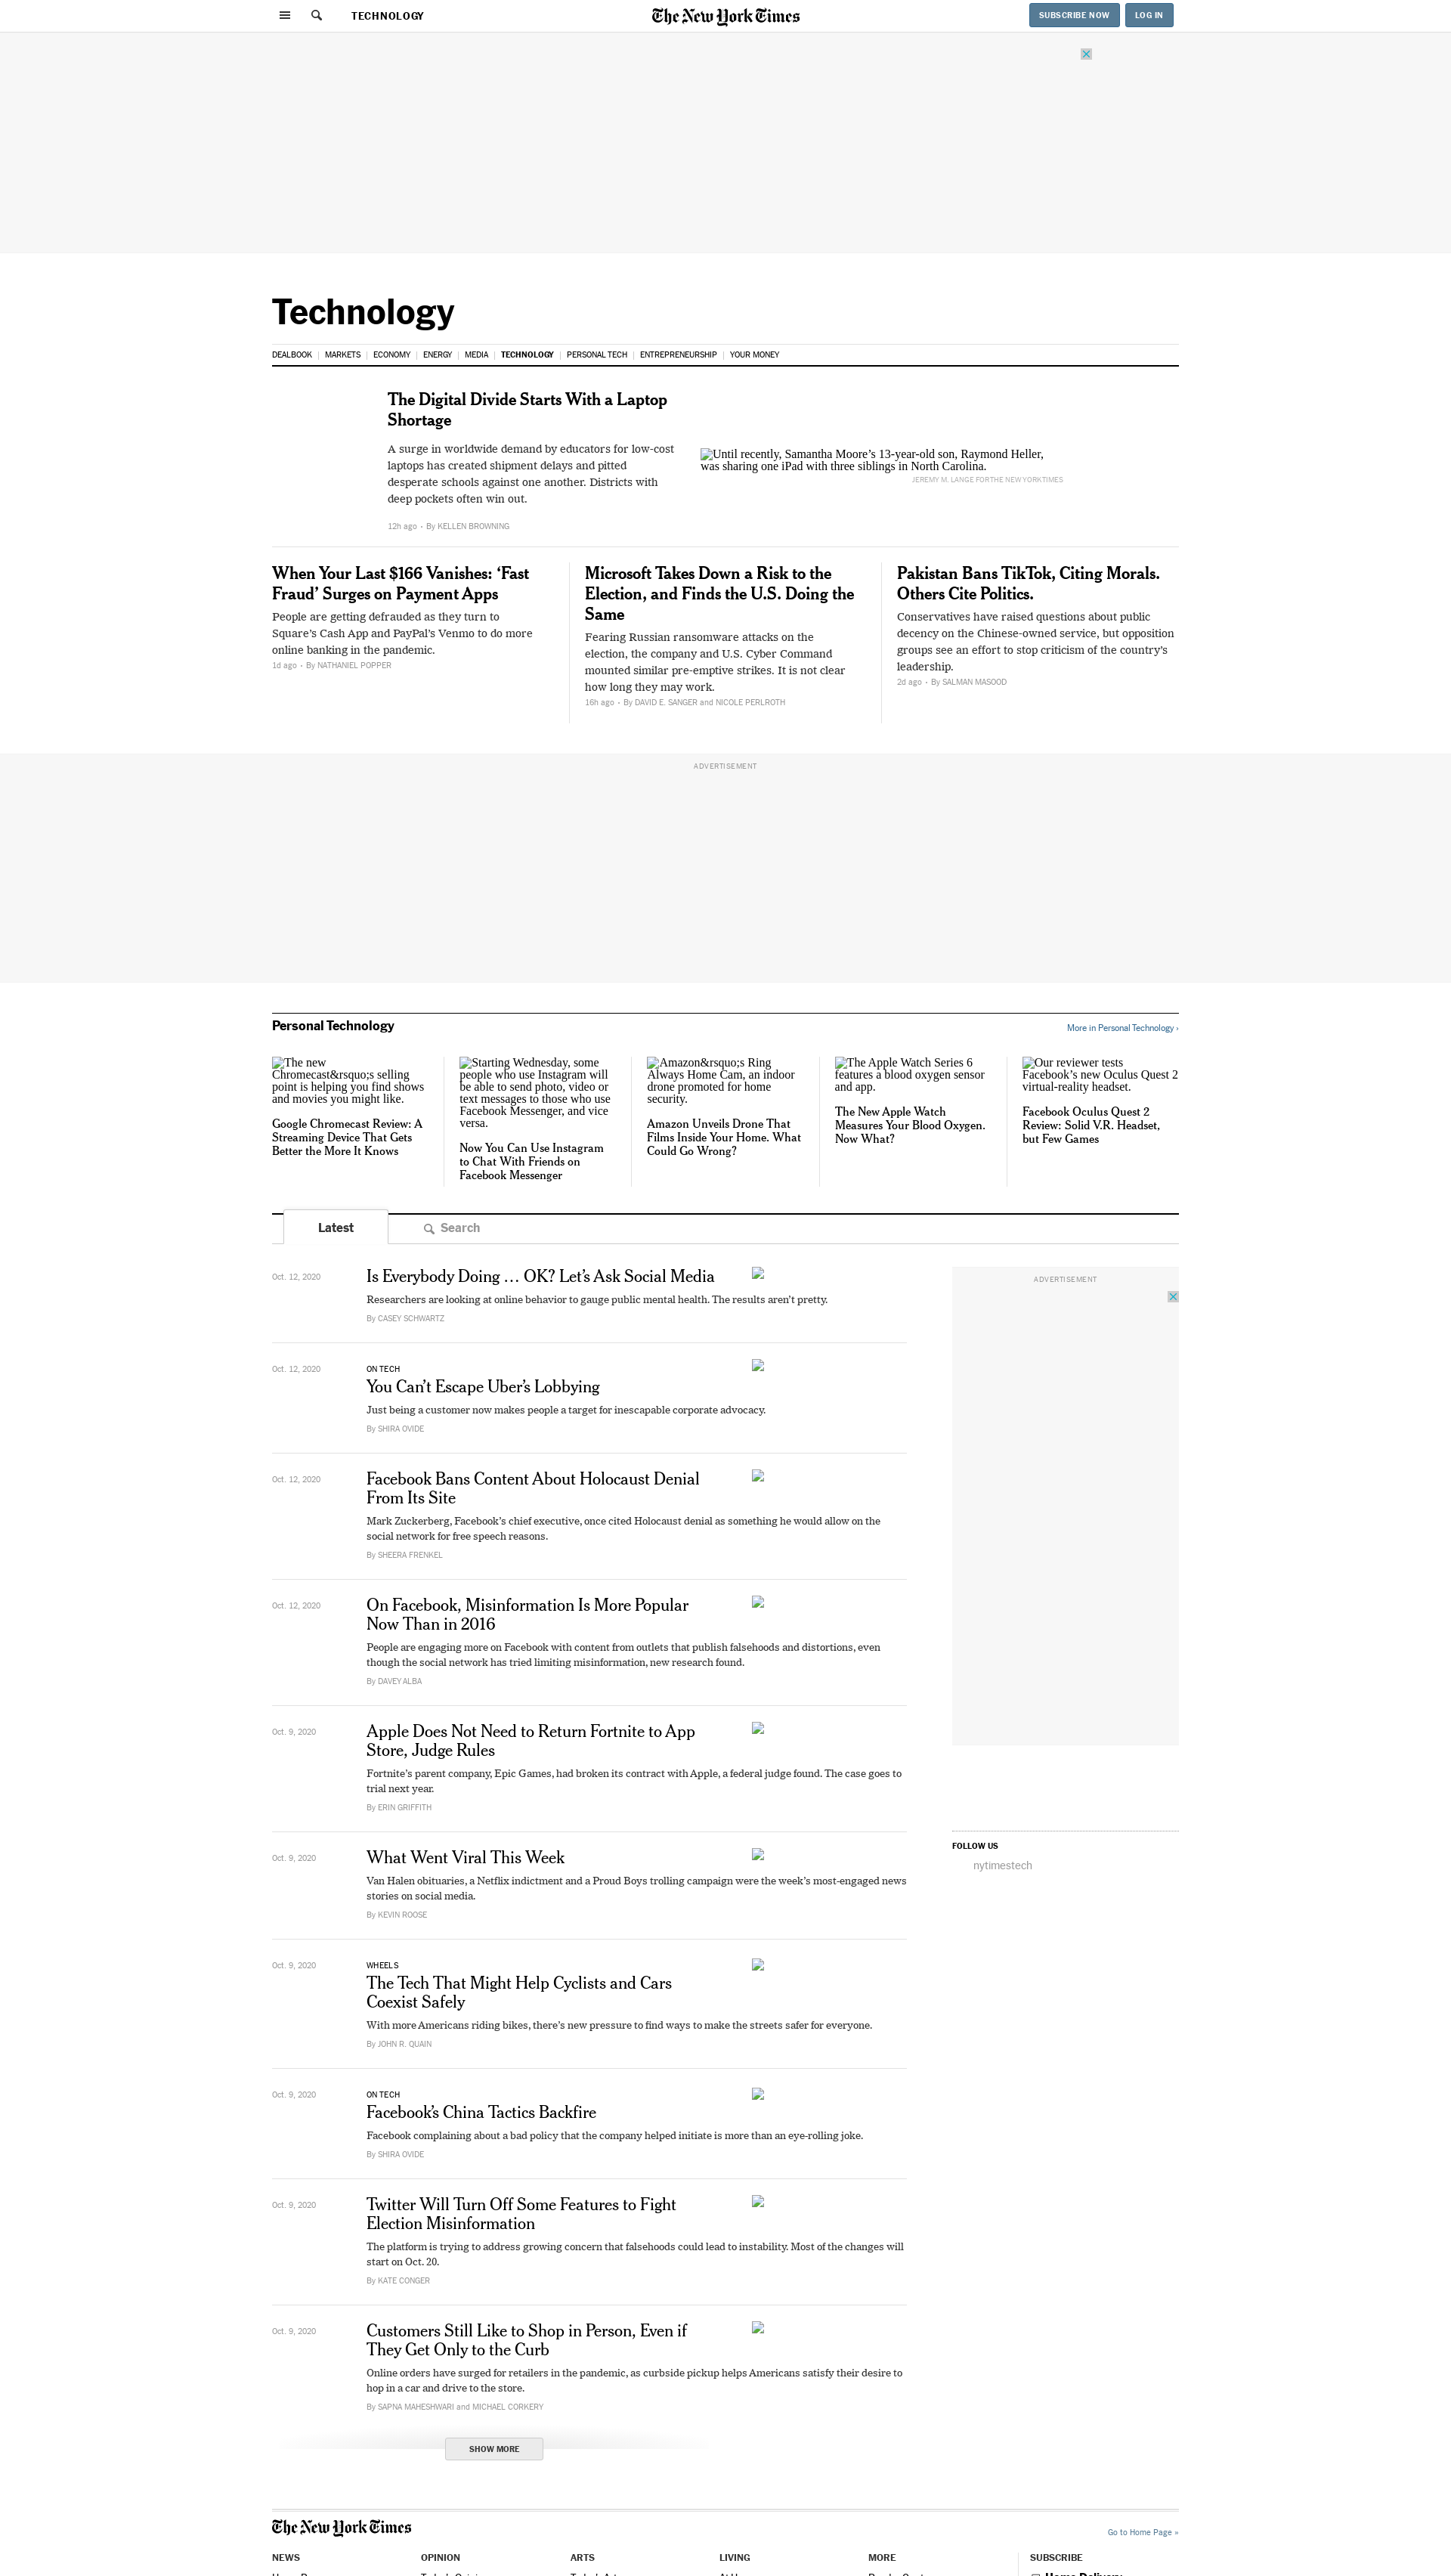 TECHNOLOGY
The New York Times
SUBSCRIBE NOW
LOG IN
Technology
DEALBOOK
MARKETS
ECONOMY
ENERGY
MEDIA
TECHNOLOGY
PERSONAL TECH
ENTREPRENEURSHIP
YOUR MONEY
The Digital Divide Starts With a Laptop
Shortage
A surge in worldwide demand by educators for low-cost
laptops has created shipment delays and pitted
desperate schools against one another. Districts with
deep pockets often win out.
12h ago • By KELLEN BROWNING
Until recently, Samantha Moore’s 13-year-old son, Raymond Heller,
was sharing one iPad with three siblings in North Carolina.
JEREMY M. LANGE FOR THE NEW YORK TIMES
When Your Last $166 Vanishes: ‘Fast
Fraud’ Surges on Payment Apps
People are getting defrauded as they turn to
Square’s Cash App and PayPal’s Venmo to do more
online banking in the pandemic.
1d ago • By NATHANIEL POPPER
Microsoft Takes Down a Risk to the
Election, and Finds the U.S. Doing the
Same
Fearing Russian ransomware attacks on the
election, the company and U.S. Cyber Command
mounted similar pre-emptive strikes. It is not clear
how long they may work.
16h ago • By DAVID E. SANGER and NICOLE PERLROTH
Pakistan Bans TikTok, Citing Morals.
Others Cite Politics.
Conservatives have raised questions about public
decency on the Chinese-owned service, but opposition
groups see an effort to stop criticism of the country’s
leadership.
2d ago • By SALMAN MASOOD
ADVERTISEMENT
Personal Technology
More in Personal Technology ›
The new
Chromecast&rsquo;s selling
point is helping you find shows
and movies you might like.
Google Chromecast Review: A
Streaming Device That Gets
Better the More It Knows
Starting Wednesday, some
people who use Instagram will
be able to send photo, video or
text messages to those who use
Facebook Messenger, and vice
versa.
Now You Can Use Instagram
to Chat With Friends on
Facebook Messenger
Amazon&rsquo;s Ring
Always Home Cam, an indoor
drone promoted for home
security.
Amazon Unveils Drone That
Films Inside Your Home. What
Could Go Wrong?
The Apple Watch Series 6
features a blood oxygen sensor
and app.
The New Apple Watch
Measures Your Blood Oxygen.
Now What?
Our reviewer tests
Facebook’s new Oculus Quest 2
virtual-reality headset.
Facebook Oculus Quest 2
Review: Solid V.R. Headset,
but Few Games
Latest
Search
Oct. 12, 2020
Is Everybody Doing … OK? Let’s Ask Social Media
Researchers are looking at online behavior to gauge public mental health. The results aren’t pretty.
By CASEY SCHWARTZ
Oct. 12, 2020
ON TECH
You Can’t Escape Uber’s Lobbying
Just being a customer now makes people a target for inescapable corporate advocacy.
By SHIRA OVIDE
Oct. 12, 2020
Facebook Bans Content About Holocaust Denial
From Its Site
Mark Zuckerberg, Facebook’s chief executive, once cited Holocaust denial as something he would allow on the
social network for free speech reasons.
By SHEERA FRENKEL
Oct. 12, 2020
On Facebook, Misinformation Is More Popular
Now Than in 2016
People are engaging more on Facebook with content from outlets that publish falsehoods and distortions, even
though the social network has tried limiting misinformation, new research found.
By DAVEY ALBA
Oct. 9, 2020
Apple Does Not Need to Return Fortnite to App
Store, Judge Rules
Fortnite’s parent company, Epic Games, had broken its contract with Apple, a federal judge found. The case goes to
trial next year.
By ERIN GRIFFITH
Oct. 9, 2020
What Went Viral This Week
Van Halen obituaries, a Netflix indictment and a Proud Boys trolling campaign were the week’s most-engaged news
stories on social media.
By KEVIN ROOSE
Oct. 9, 2020
WHEELS
The Tech That Might Help Cyclists and Cars
Coexist Safely
With more Americans riding bikes, there’s new pressure to find ways to make the streets safer for everyone.
By JOHN R. QUAIN
Oct. 9, 2020
ON TECH
Facebook’s China Tactics Backfire
Facebook complaining about a bad policy that the company helped initiate is more than an eye-rolling joke.
By SHIRA OVIDE
Oct. 9, 2020
Twitter Will Turn Off Some Features to Fight
Election Misinformation
The platform is trying to address growing concern that falsehoods could lead to instability. Most of the changes will
start on Oct. 20.
By KATE CONGER
Oct. 9, 2020
Customers Still Like to Shop in Person, Even if
They Get Only to the Curb
Online orders have surged for retailers in the pandemic, as curbside pickup helps Americans satisfy their desire to
hop in a car and drive to the store.
By SAPNA MAHESHWARI and MICHAEL CORKERY
SHOW MORE
ADVERTISEMENT
FOLLOW US
nytimestech
The New York Times
Go to Home Page »
NEWS
OPINION
ARTS
LIVING
MORE
SUBSCRIBE